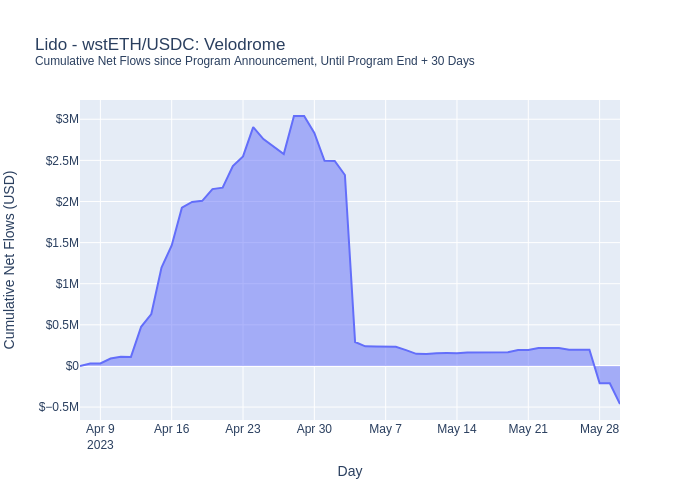 Lido - wstETH/USDC: Velodrome
Cumulative Net Flows since Program Announcement, Until Program End + 30 Days
Cumulative Net Flows (USD)
$3M
$2.5M
$2M
$1.5M
$1M
$0.5M
$0
$−0.5M
Apr 9
2023
Apr 16
Apr 23
Apr 30
May 7
May 14
May 21
May 28
Day